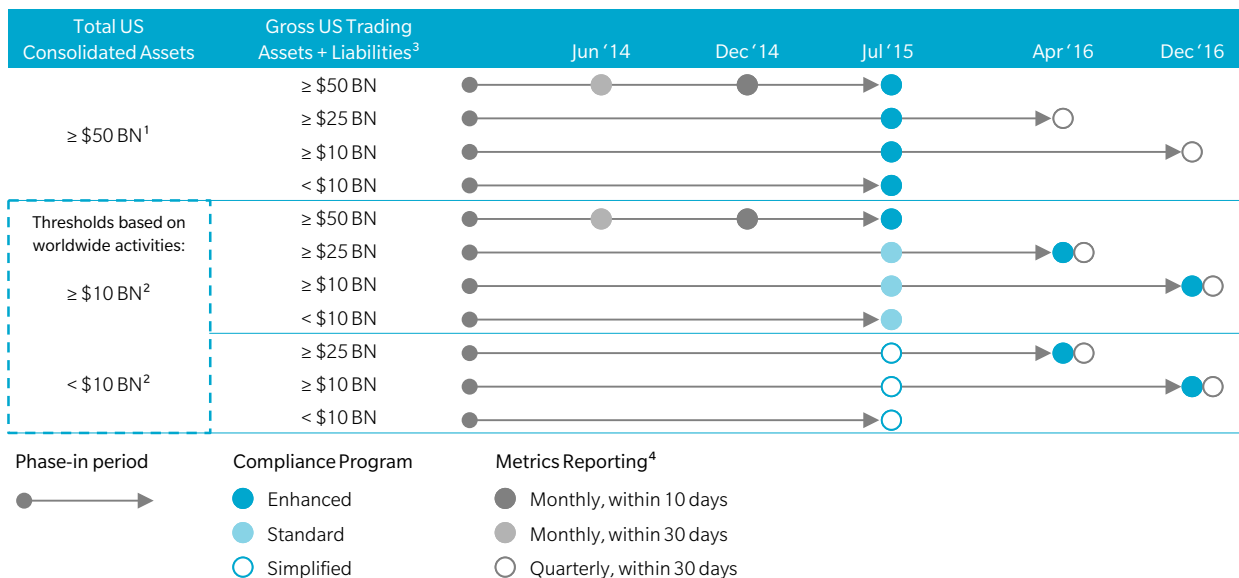 Total US Consolidated Assets
Gross US Trading Assets + Liabilities³
Jun ‘14
Dec ‘14
Jul ‘15
Apr ‘16
Dec ‘16
≥ $50 BN¹
≥ $50 BN
≥ $25 BN
≥ $10 BN
< $10 BN
Thresholds based on
worldwide activities:
≥ $10 BN²
≥ $50 BN
≥ $25 BN
≥ $10 BN
< $10 BN
< $10 BN²
≥ $25 BN
≥ $10 BN
< $10 BN
Phase-in period
Compliance Program
Enhanced
Standard
Simplified
Metrics Reporting⁴
Monthly, within 10 days
Monthly, within 30 days
Quarterly, within 30 days